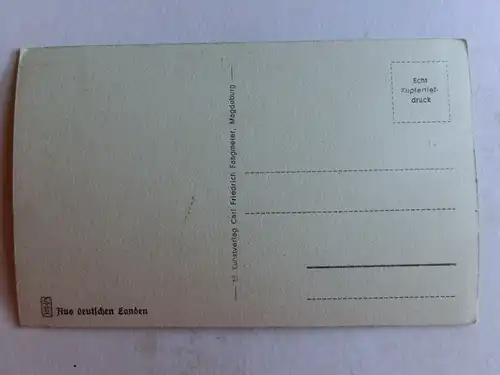 Echt
Kupfertief-
druck
Kunstverlag Carl Friedrich Fangmeier, Magdeburg
Aus deutschen Landen